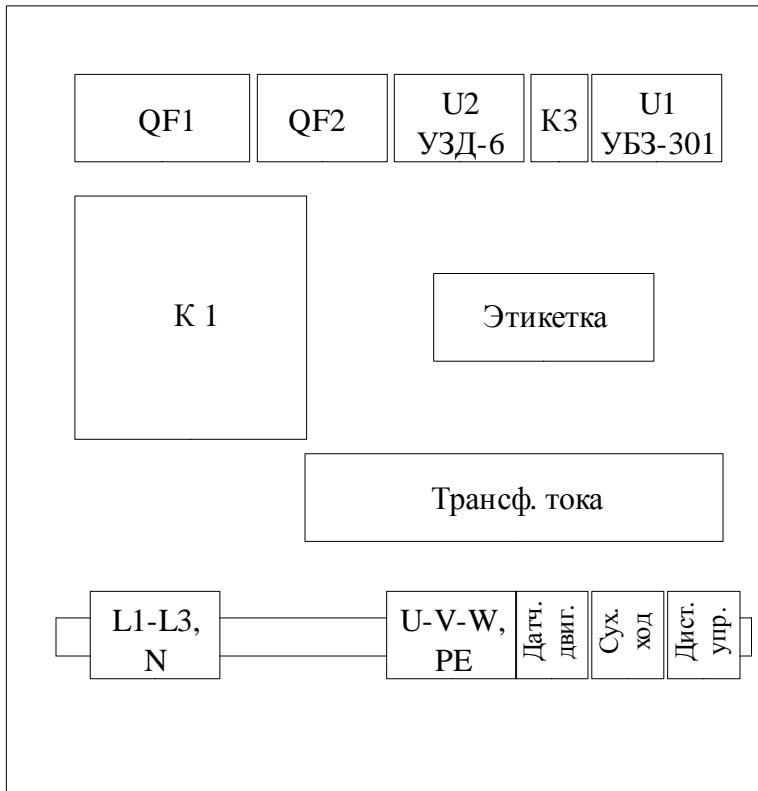 QF1
QF2
U2
УЗД-6
К3
U1
УБЗ-301
К 1
Этикетка
Трансф. тока
L1-L3,
N
U-V-W,
PE
Датч.
двиг.
Сух.
ход
Дист.
упр.